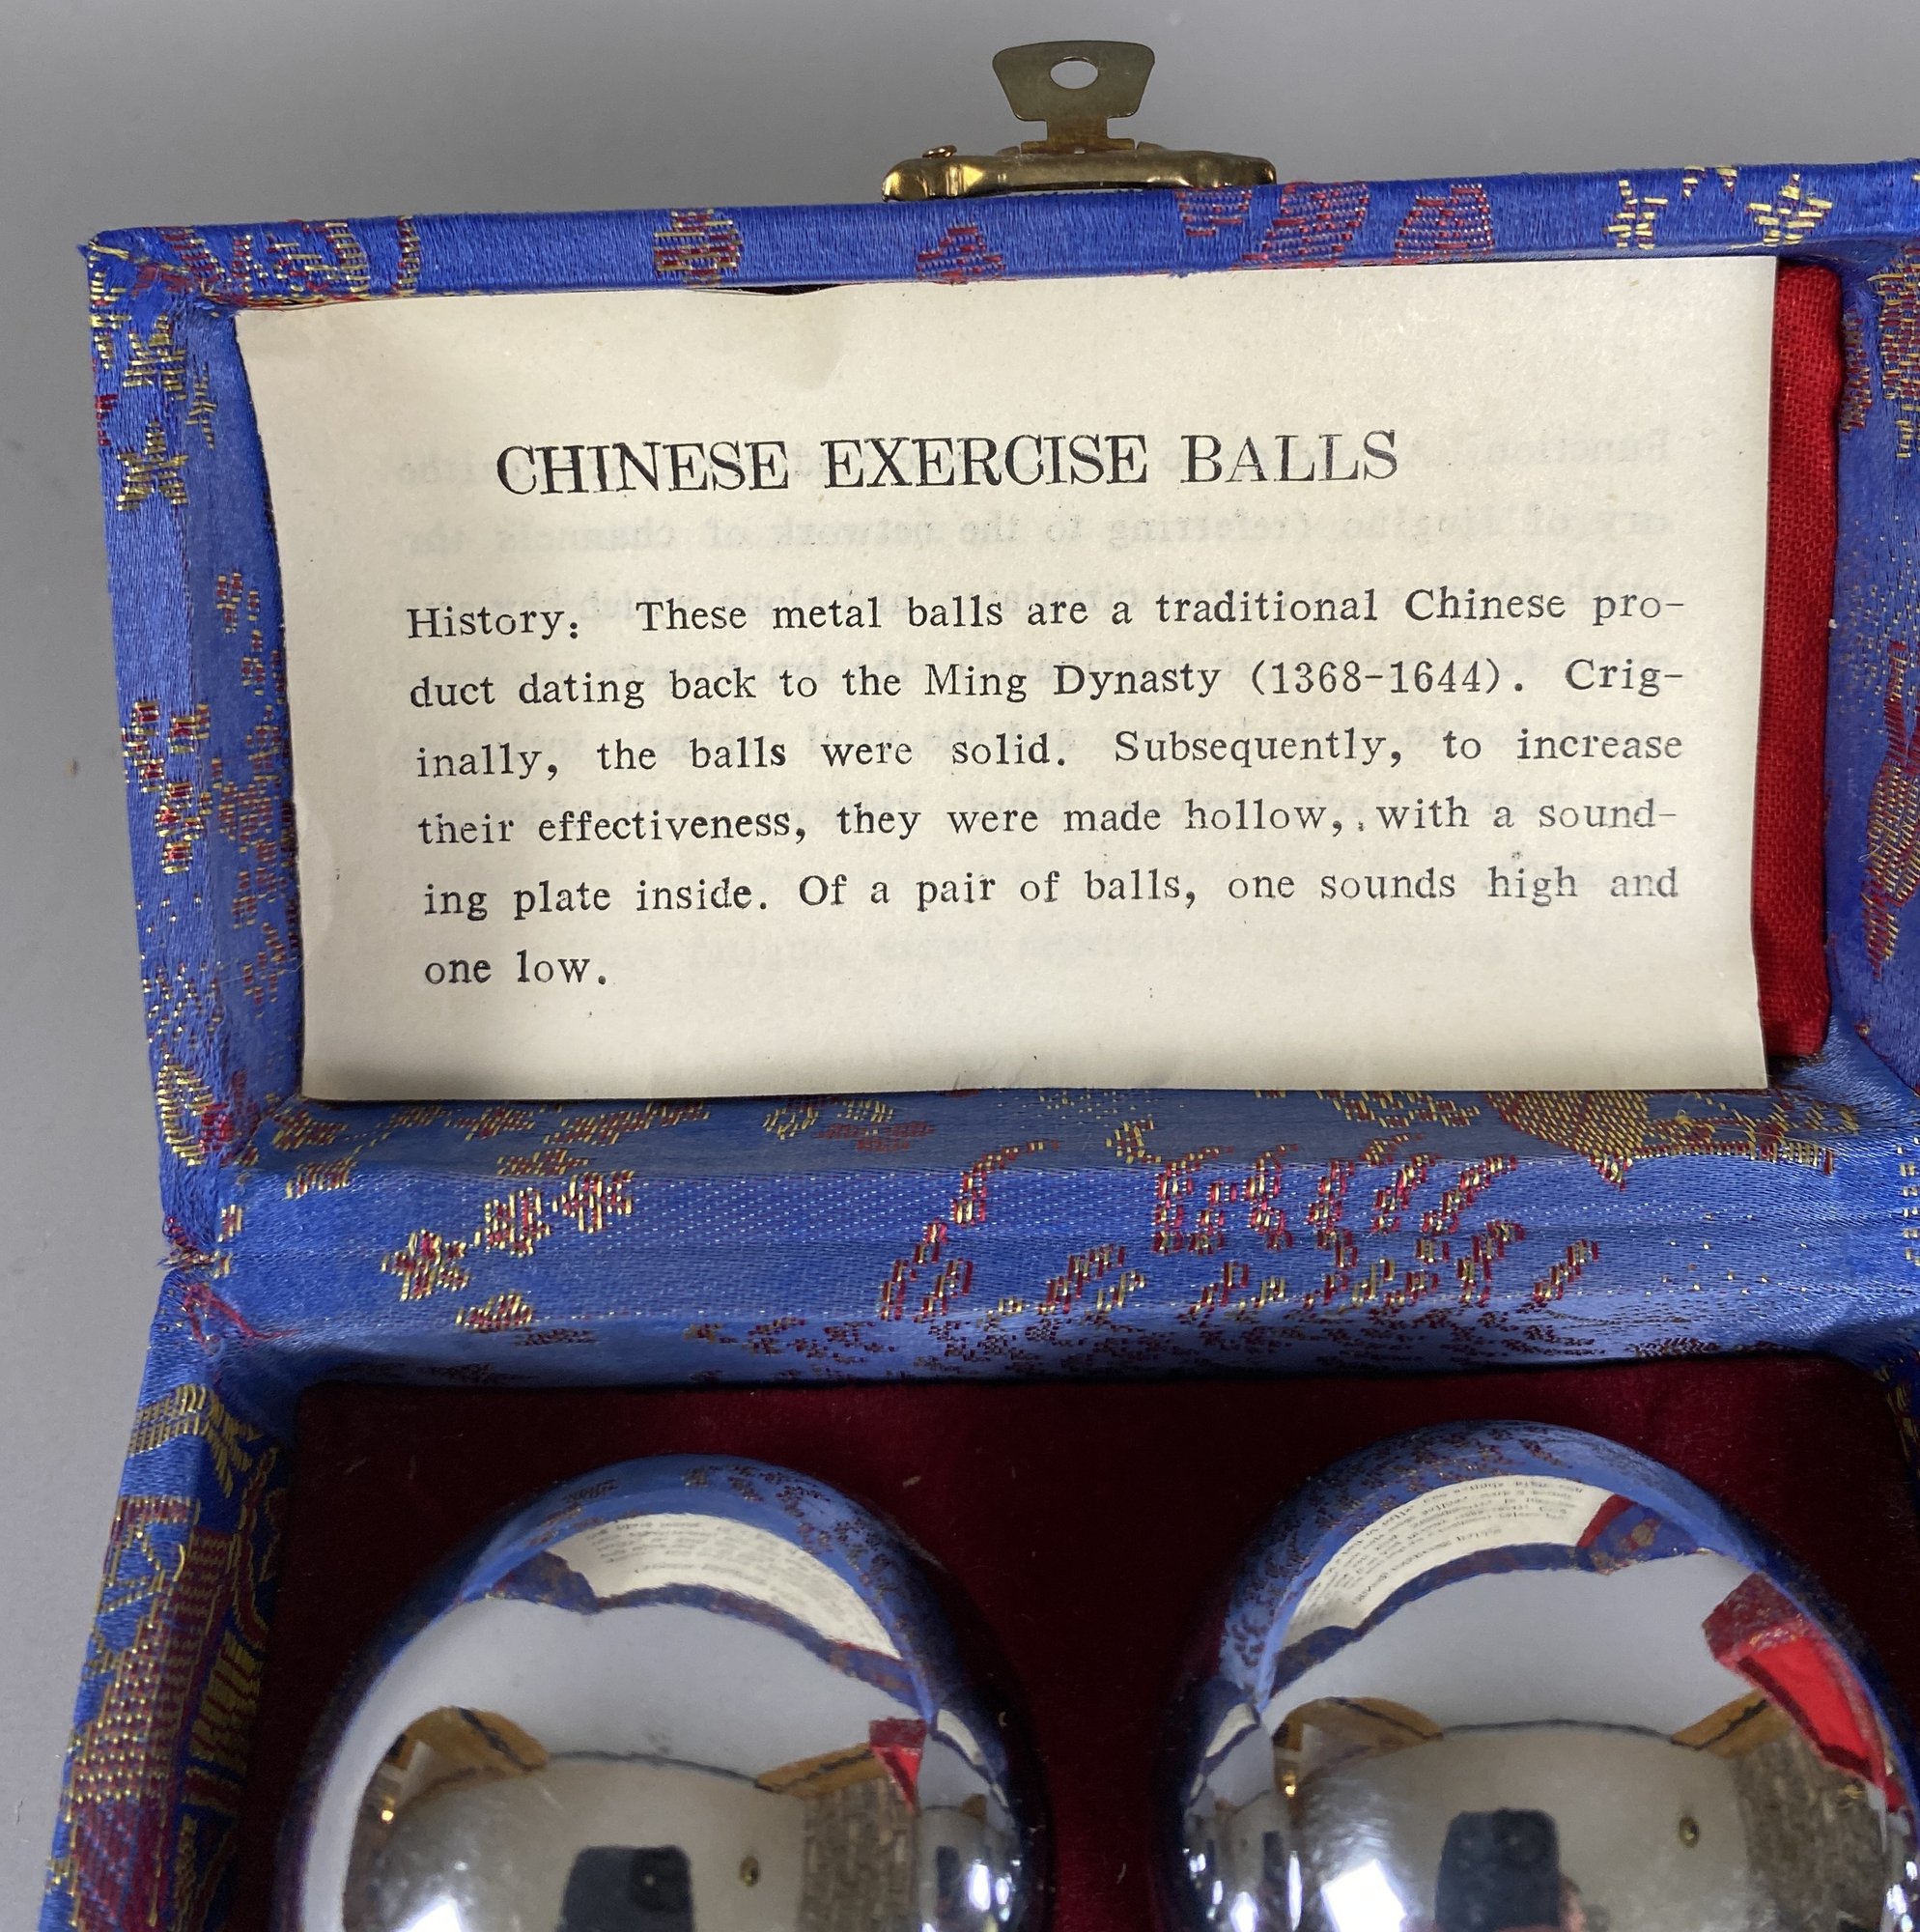 CHINESE EXERCISE BALLS
History: These metal balls are a traditional Chinese pro-
duct dating back to the Ming Dynasty (1368-1644). Crig-
inally, the balls were solid. Subsequently, to increase
their effectiveness, they were made hollow, . with a sound-
ing plate inside. Of a pair of balls, one sounds high and
one low.